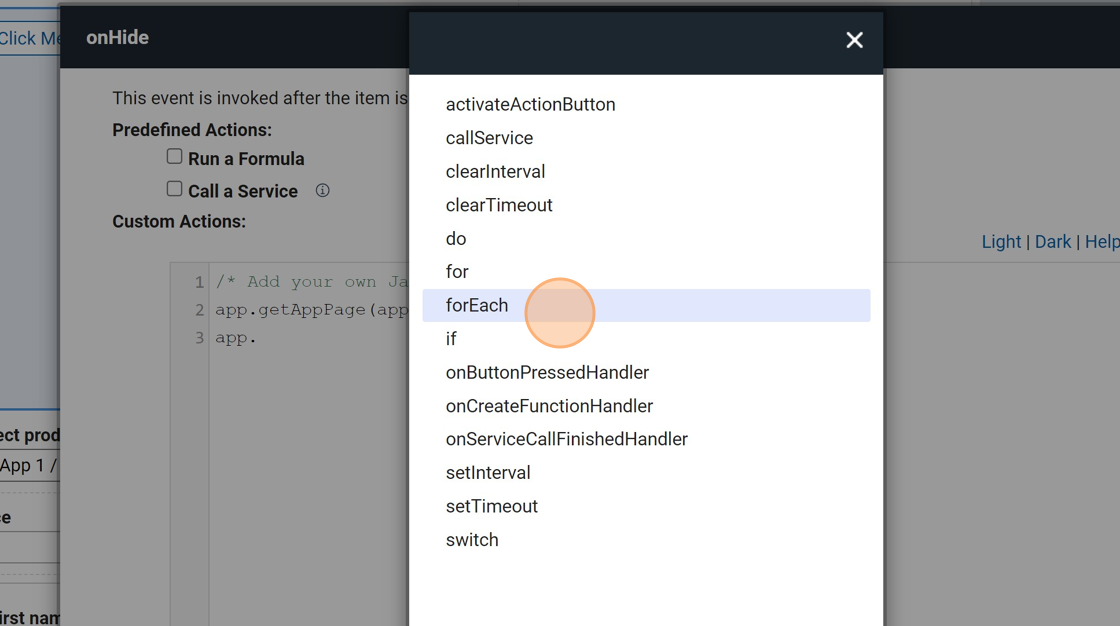 Click Me
onHide
This event is invoked after the item is
Predefined Actions:
Run a Formula
Call a Service
Custom Actions:
Light | Dark | Help
1 /* Add your own Ja
2 app.getAppPage(app
3 app.
activateActionButton
callService
clearInterval
clearTimeout
do
for
forEach
if
onButtonPressedHandler
onCreateFunctionHandler
onServiceCallFinishedHandler
setInterval
setTimeout
switch
ect prod
App 1 /
ce
irst nam